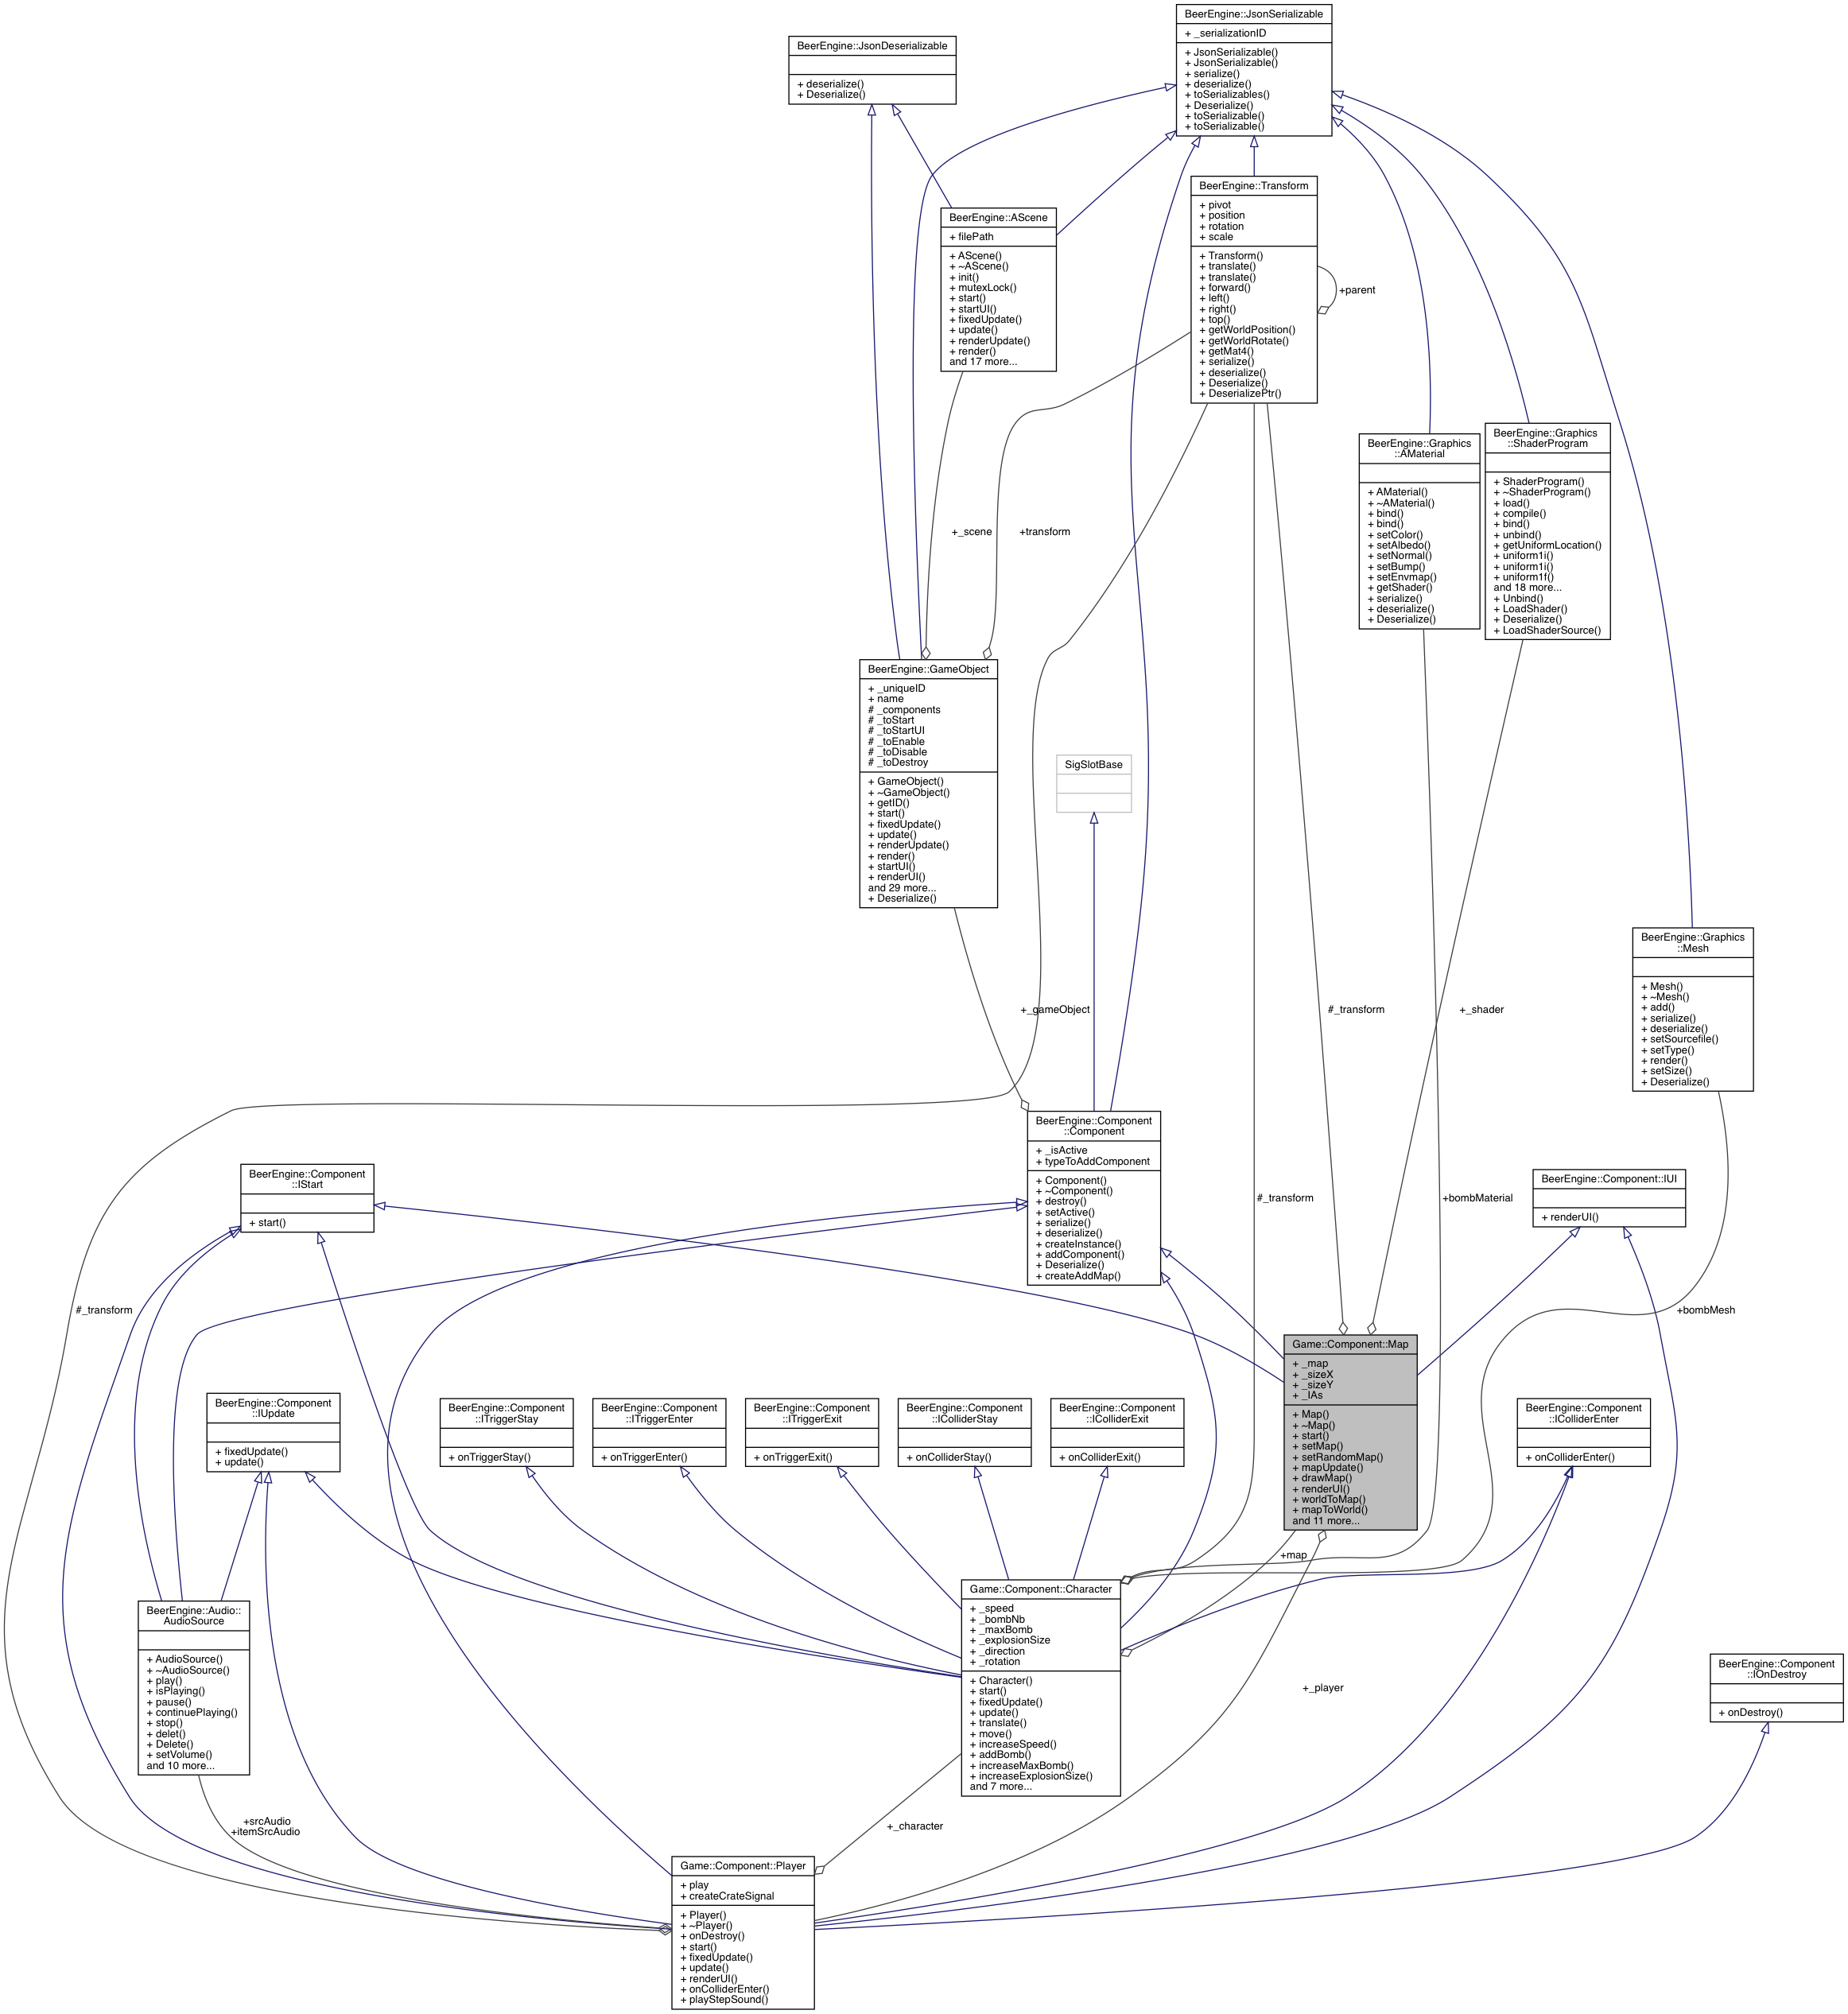 BeerEngine::JsonSerializable
+ _serializationID
+ JsonSerializable()
+ JsonSerializable()
+ serialize()
+ deserialize()
+ toSerializables()
+ Deserialize()
+ toSerializable()
+ toSerializable()
BeerEngine::JsonDeserializable
+ deserialize()
+ Deserialize()
BeerEngine::Transform
+ pivot
+ position
+ rotation
+ scale
+ Transform()
+ translate()
+ translate()
+ forward()
+ left()
+ right()
+ top()
+ getWorldPosition()
+ getWorldRotate()
+ getMat4()
+ serialize()
+ deserialize()
+ Deserialize()
+ DeserializePtr()
+parent
BeerEngine::AScene
+ filePath
+ AScene()
+ ~AScene()
+ init()
+ mutexLock()
+ start()
+ startUI()
+ fixedUpdate()
+ update()
+ renderUpdate()
+ render()
and 17 more...
BeerEngine::Graphics
::AMaterial
+ AMaterial()
+ ~AMaterial()
+ bind()
+ bind()
+ setColor()
+ setAlbedo()
+ setNormal()
+ setBump()
+ setEnvmap()
+ getShader()
+ serialize()
+ deserialize()
+ Deserialize()
BeerEngine::Graphics
::ShaderProgram
+ ShaderProgram()
+ ~ShaderProgram()
+ load()
+ compile()
+ bind()
+ unbind()
+ getUniformLocation()
+ uniform1i()
+ uniform1i()
+ uniform1f()
and 18 more...
+ Unbind()
+ LoadShader()
+ Deserialize()
+ LoadShaderSource()
+_scene
+transform
BeerEngine::GameObject
+ _uniqueID
+ name
# _components
# _toStart
# _toStartUI
# _toEnable
# _toDisable
# _toDestroy
+ GameObject()
+ ~GameObject()
+ getID()
+ start()
+ fixedUpdate()
+ update()
+ renderUpdate()
+ render()
+ startUI()
+ renderUI()
and 29 more...
+ Deserialize()
SigSlotBase
BeerEngine::Graphics
::Mesh
+ Mesh()
+ ~Mesh()
+ add()
+ serialize()
+ deserialize()
+ setSourcefile()
+ setType()
+ render()
+ setSize()
+ Deserialize()
+_gameObject
#_transform
+_shader
BeerEngine::Component
::Component
+ _isActive
+ typeToAddComponent
+ Component()
+ ~Component()
+ destroy()
+ setActive()
+ serialize()
+ deserialize()
+ createInstance()
+ addComponent()
+ Deserialize()
+ createAddMap()
BeerEngine::Component
::IStart
+ start()
BeerEngine::Component::IUI
+ renderUI()
#_transform
+bombMaterial
#_transform
+bombMesh
Game::Component::Map
+ _map
+ _sizeX
+ _sizeY
+ _IAs
+ Map()
+ ~Map()
+ start()
+ setMap()
+ setRandomMap()
+ mapUpdate()
+ drawMap()
+ renderUI()
+ worldToMap()
+ mapToWorld()
and 11 more...
BeerEngine::Component
::IUpdate
+ fixedUpdate()
+ update()
BeerEngine::Component
::ITriggerStay
+ onTriggerStay()
BeerEngine::Component
::ITriggerEnter
+ onTriggerEnter()
BeerEngine::Component
::ITriggerExit
+ onTriggerExit()
BeerEngine::Component
::IColliderStay
+ onColliderStay()
BeerEngine::Component
::IColliderExit
+ onColliderExit()
BeerEngine::Component
::IColliderEnter
+ onColliderEnter()
+map
Game::Component::Character
+ _speed
+ _bombNb
+ _maxBomb
+ _explosionSize
+ _direction
+ _rotation
+ Character()
+ start()
+ fixedUpdate()
+ update()
+ translate()
+ move()
+ increaseSpeed()
+ addBomb()
+ increaseMaxBomb()
+ increaseExplosionSize()
and 7 more...
BeerEngine::Audio::
AudioSource
+ AudioSource()
+ ~AudioSource()
+ play()
+ isPlaying()
+ pause()
+ continuePlaying()
+ stop()
+ delet()
+ Delete()
+ setVolume()
and 10 more...
BeerEngine::Component
::IOnDestroy
+ onDestroy()
+_player
+srcAudio
+itemSrcAudio
+_character
Game::Component::Player
+ play
+ createCrateSignal
+ Player()
+ ~Player()
+ onDestroy()
+ start()
+ fixedUpdate()
+ update()
+ renderUI()
+ onColliderEnter()
+ playStepSound()